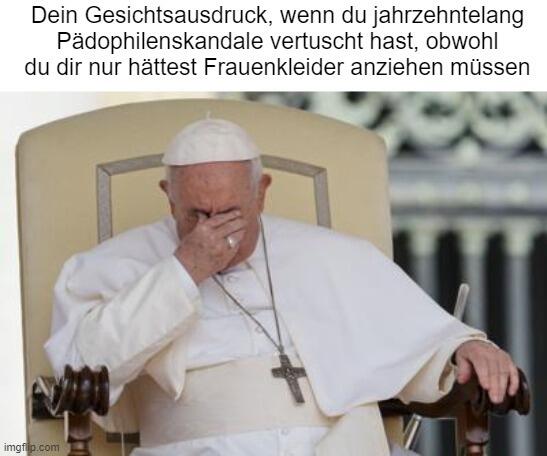 Dein Gesichtsausdruck, wenn du jahrzehntelang
Pädophilenskandale vertuscht hast, obwohl
du dir nur hättest Frauenkleider anziehen müssen
imgflip.com